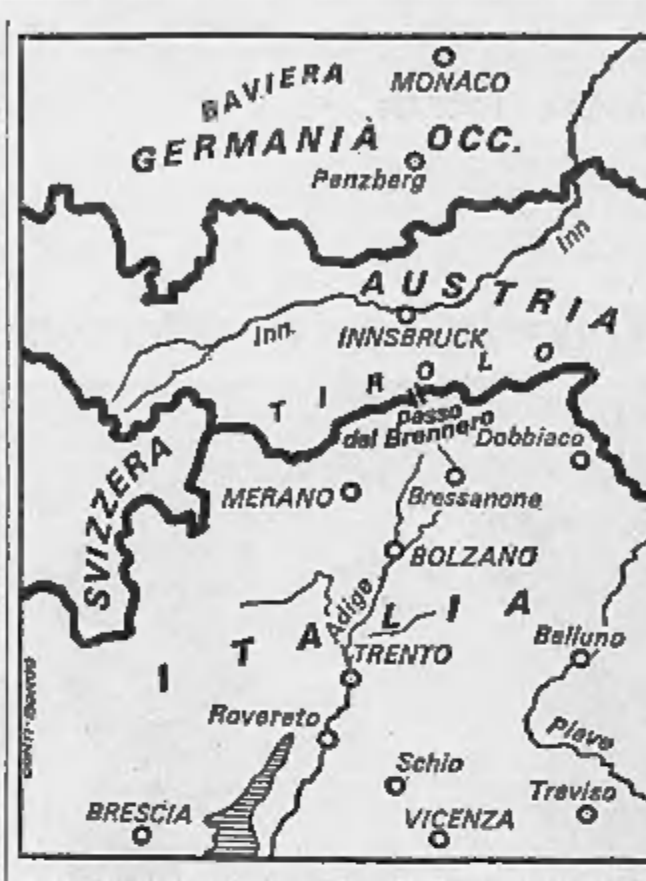 MONACO
BAVIERA
GERMANIÀ OCC.
Penzberg
Inn
AUSTRIA
Inn.
INNSBRUCK
TIROLO
passo
del Brennero
Dobbiaco
SVIZZERA
MERANO
Bressanone
BOLZANO
Adige
ITALIA
TRENTO
Belluno
Rovereto
Piave
Schio
Treviso
BRESCIA
VICENZA